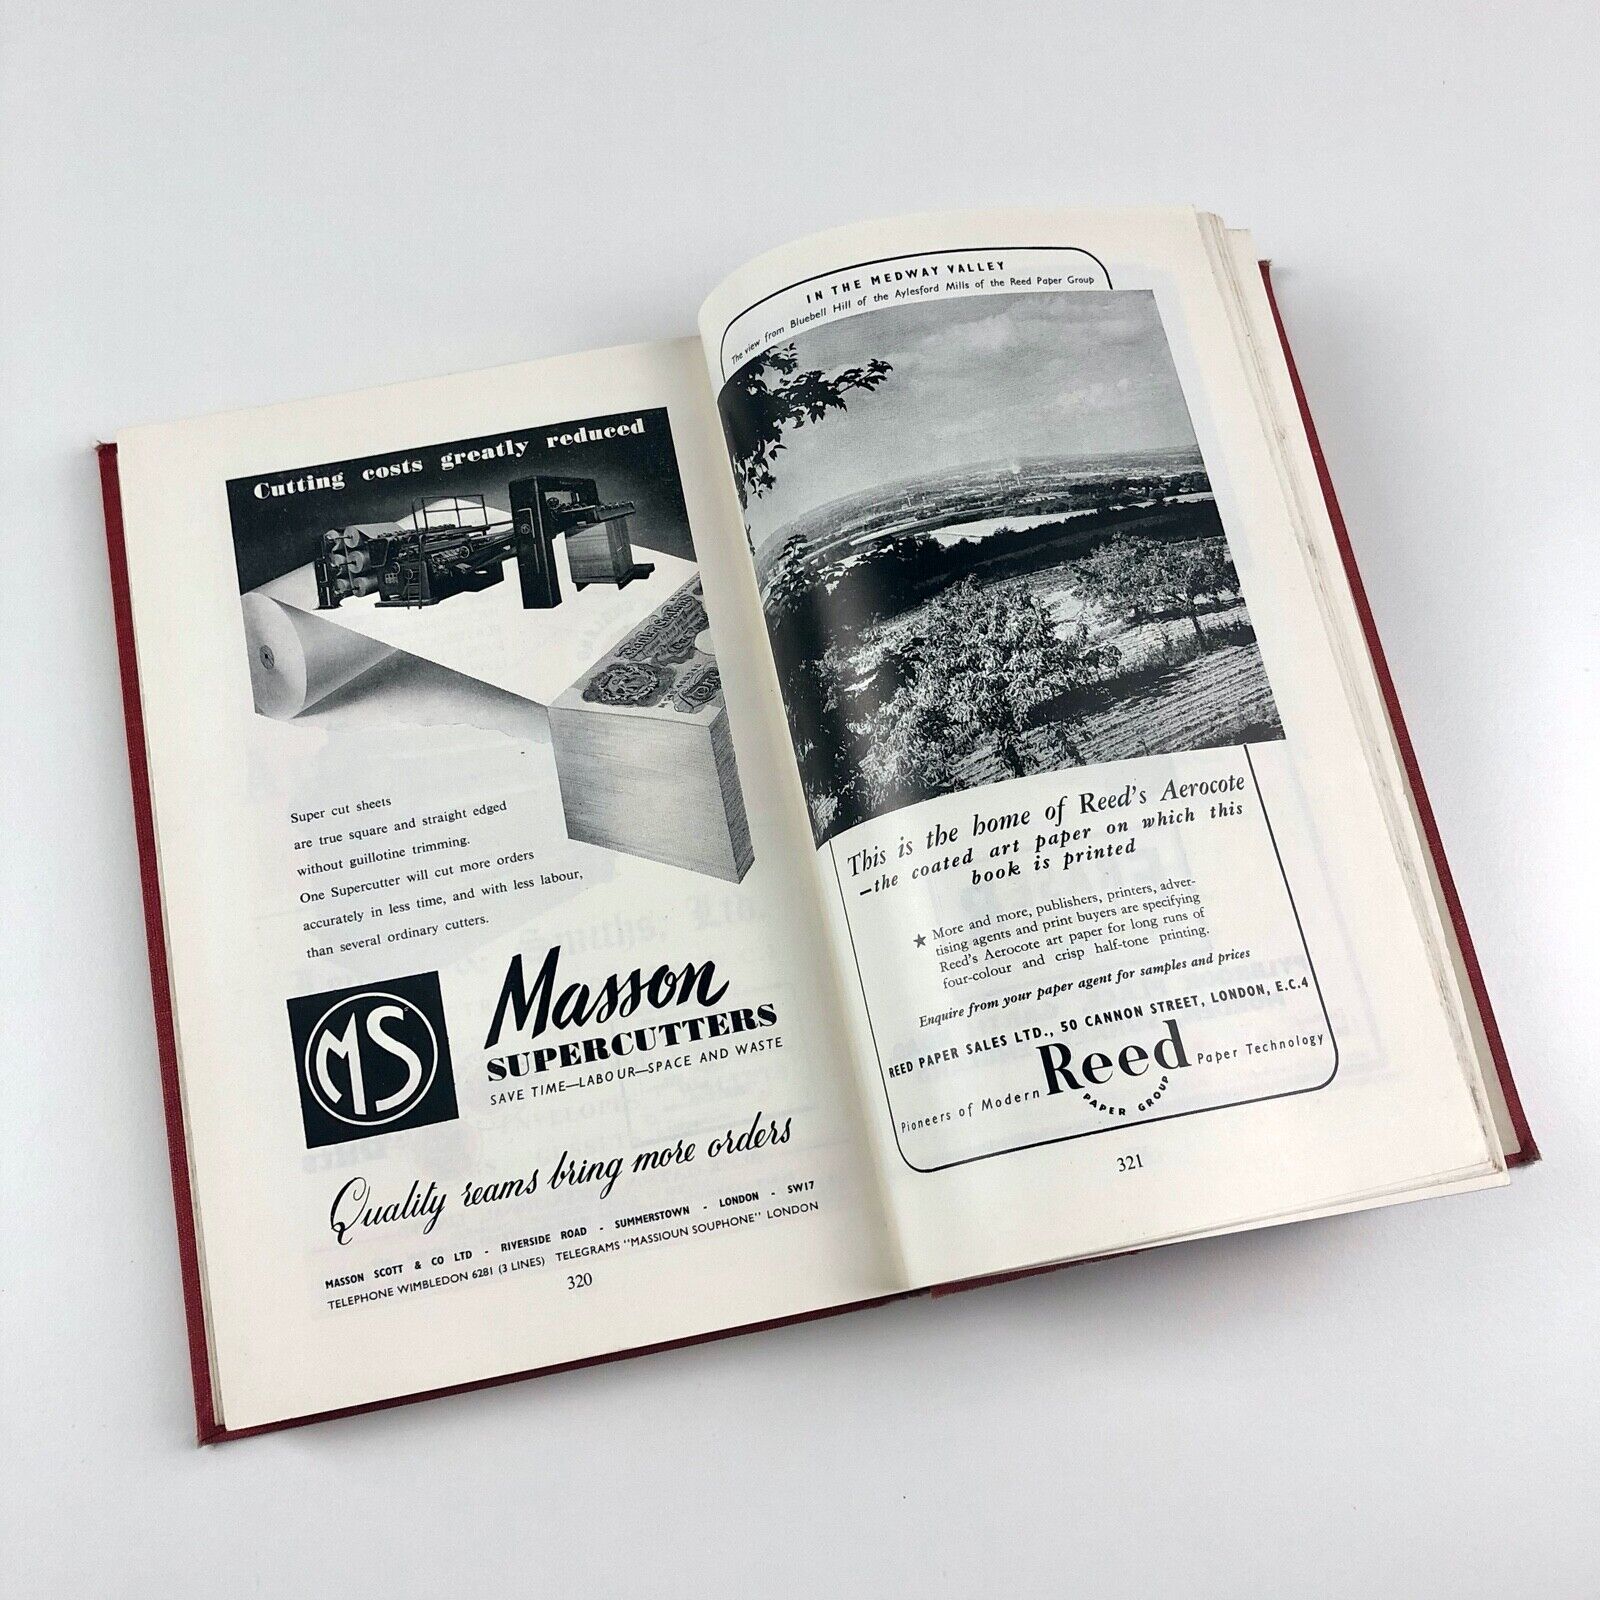 Cutting costs greatly reduced
Super cut sheets
are true square and straight edged
without guillotine trimming.
One Supercutter will cut more orders
accurately in less time, and with less labour,
than several ordinary cutters.
MS
Masson
SUPERCUTTERS
SAVE TIME—LABOUR—SPACE AND WASTE
Quality reams bring more orders
MASSON SCOTT & CO LTD - RIVERSIDE ROAD - SUMMERSTOWN - LONDON - SW17
TELEPHONE WIMBLEDON 6281 (3 LINES) TELEGRAMS "MASSIOUN SOUPHONE" LONDON
320
IN THE MEDWAY VALLEY
The view from Bluebell Hill of the Aylesford Mills of the Reed Paper Group
This is the home of Reed's Aerocote
—the coated art paper on which this
book is printed
★ More and more, publishers, printers, adver-
tising agents and print buyers are specifying
Reed's Aerocote art paper for long runs of
four-colour and crisp half-tone printing.
Enquire from your paper agent for samples and prices
REED PAPER SALES LTD., 50 CANNON STREET, LONDON, E.C.4
Pioneers of Modern Reed Paper Technology
PAPER GROUP
321